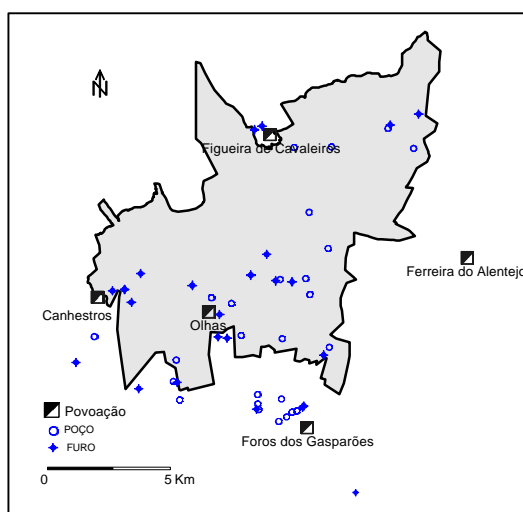 N
Figueira de Cavaleiros
Ferreira do Alentejo
Canhestros
Olhas
Povoação
POÇO
FURO
Foros dos Gasparões
0 5 Km